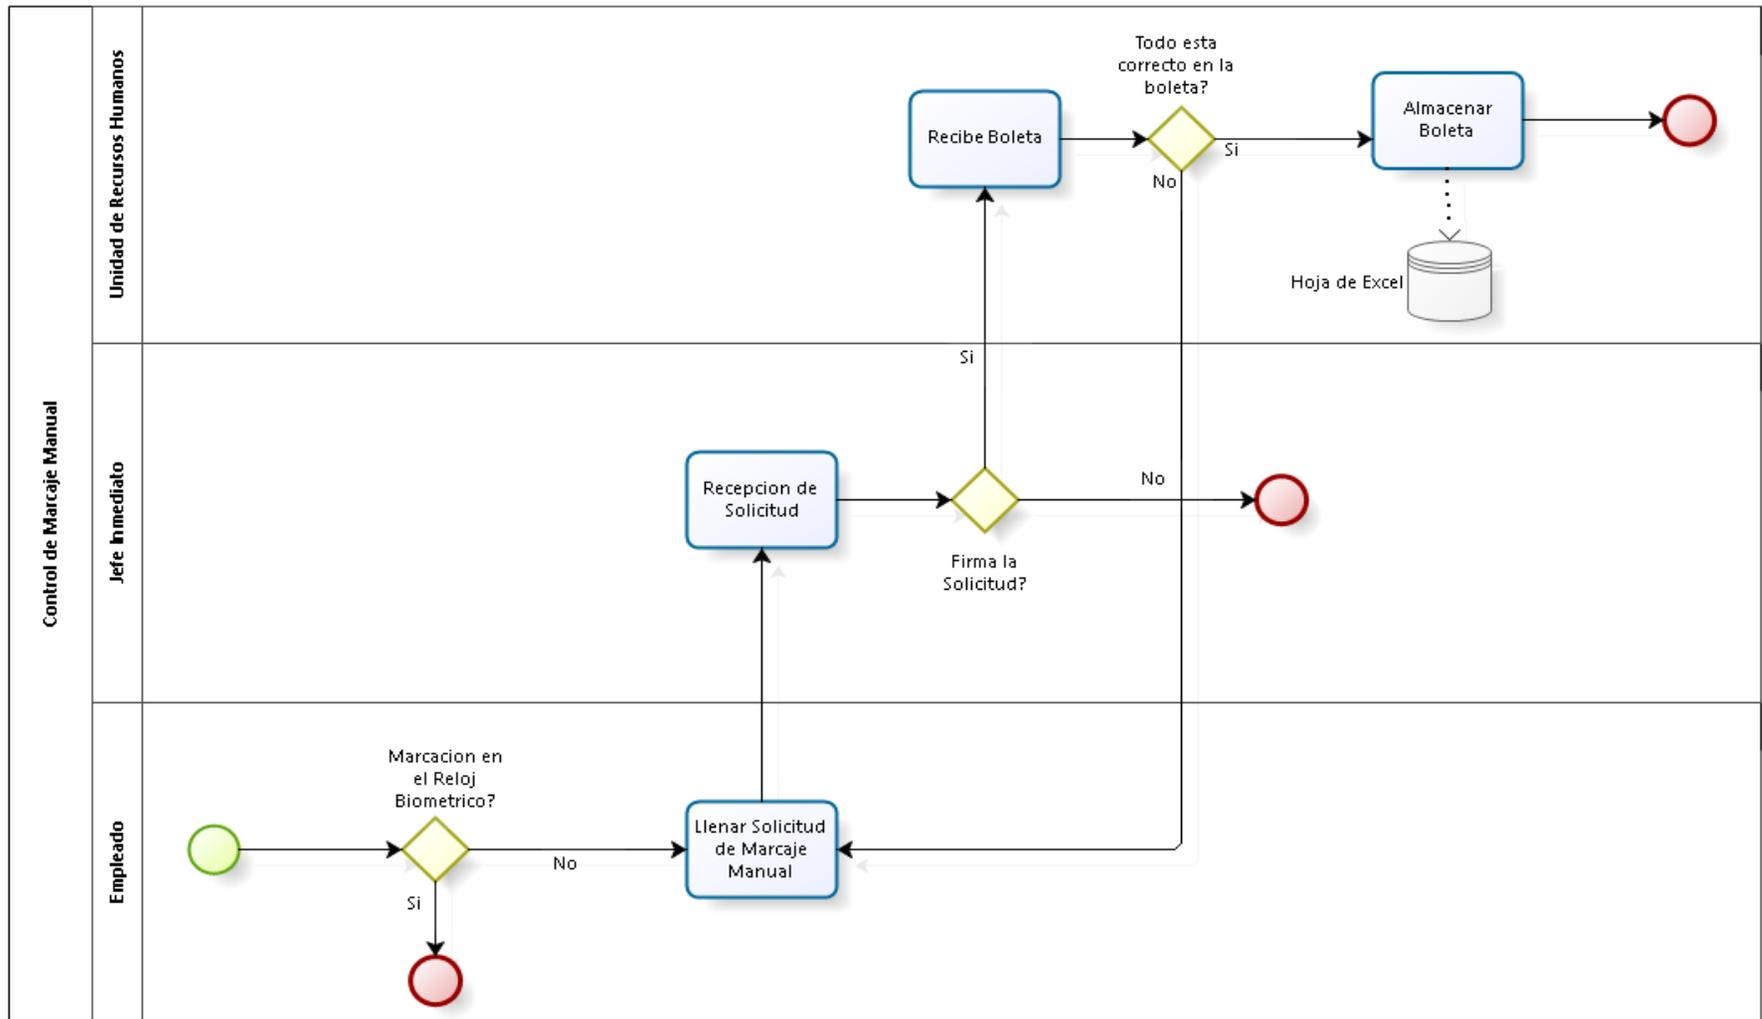 Control de Marcaje Manual
Unidad de Recursos Humanos
Todo esta
correcto en la
boleta?
Recibe Boleta
Si
No
Almacenar
Boleta
Hoja de Excel
Jefe Inmediato
Si
Recepcion de
Solicitud
No
Firma la
Solicitud?
Empleado
Marcacion en
el Reloj
Biometrico?
No
Si
Llenar Solicitud
de Marcaje
Manual